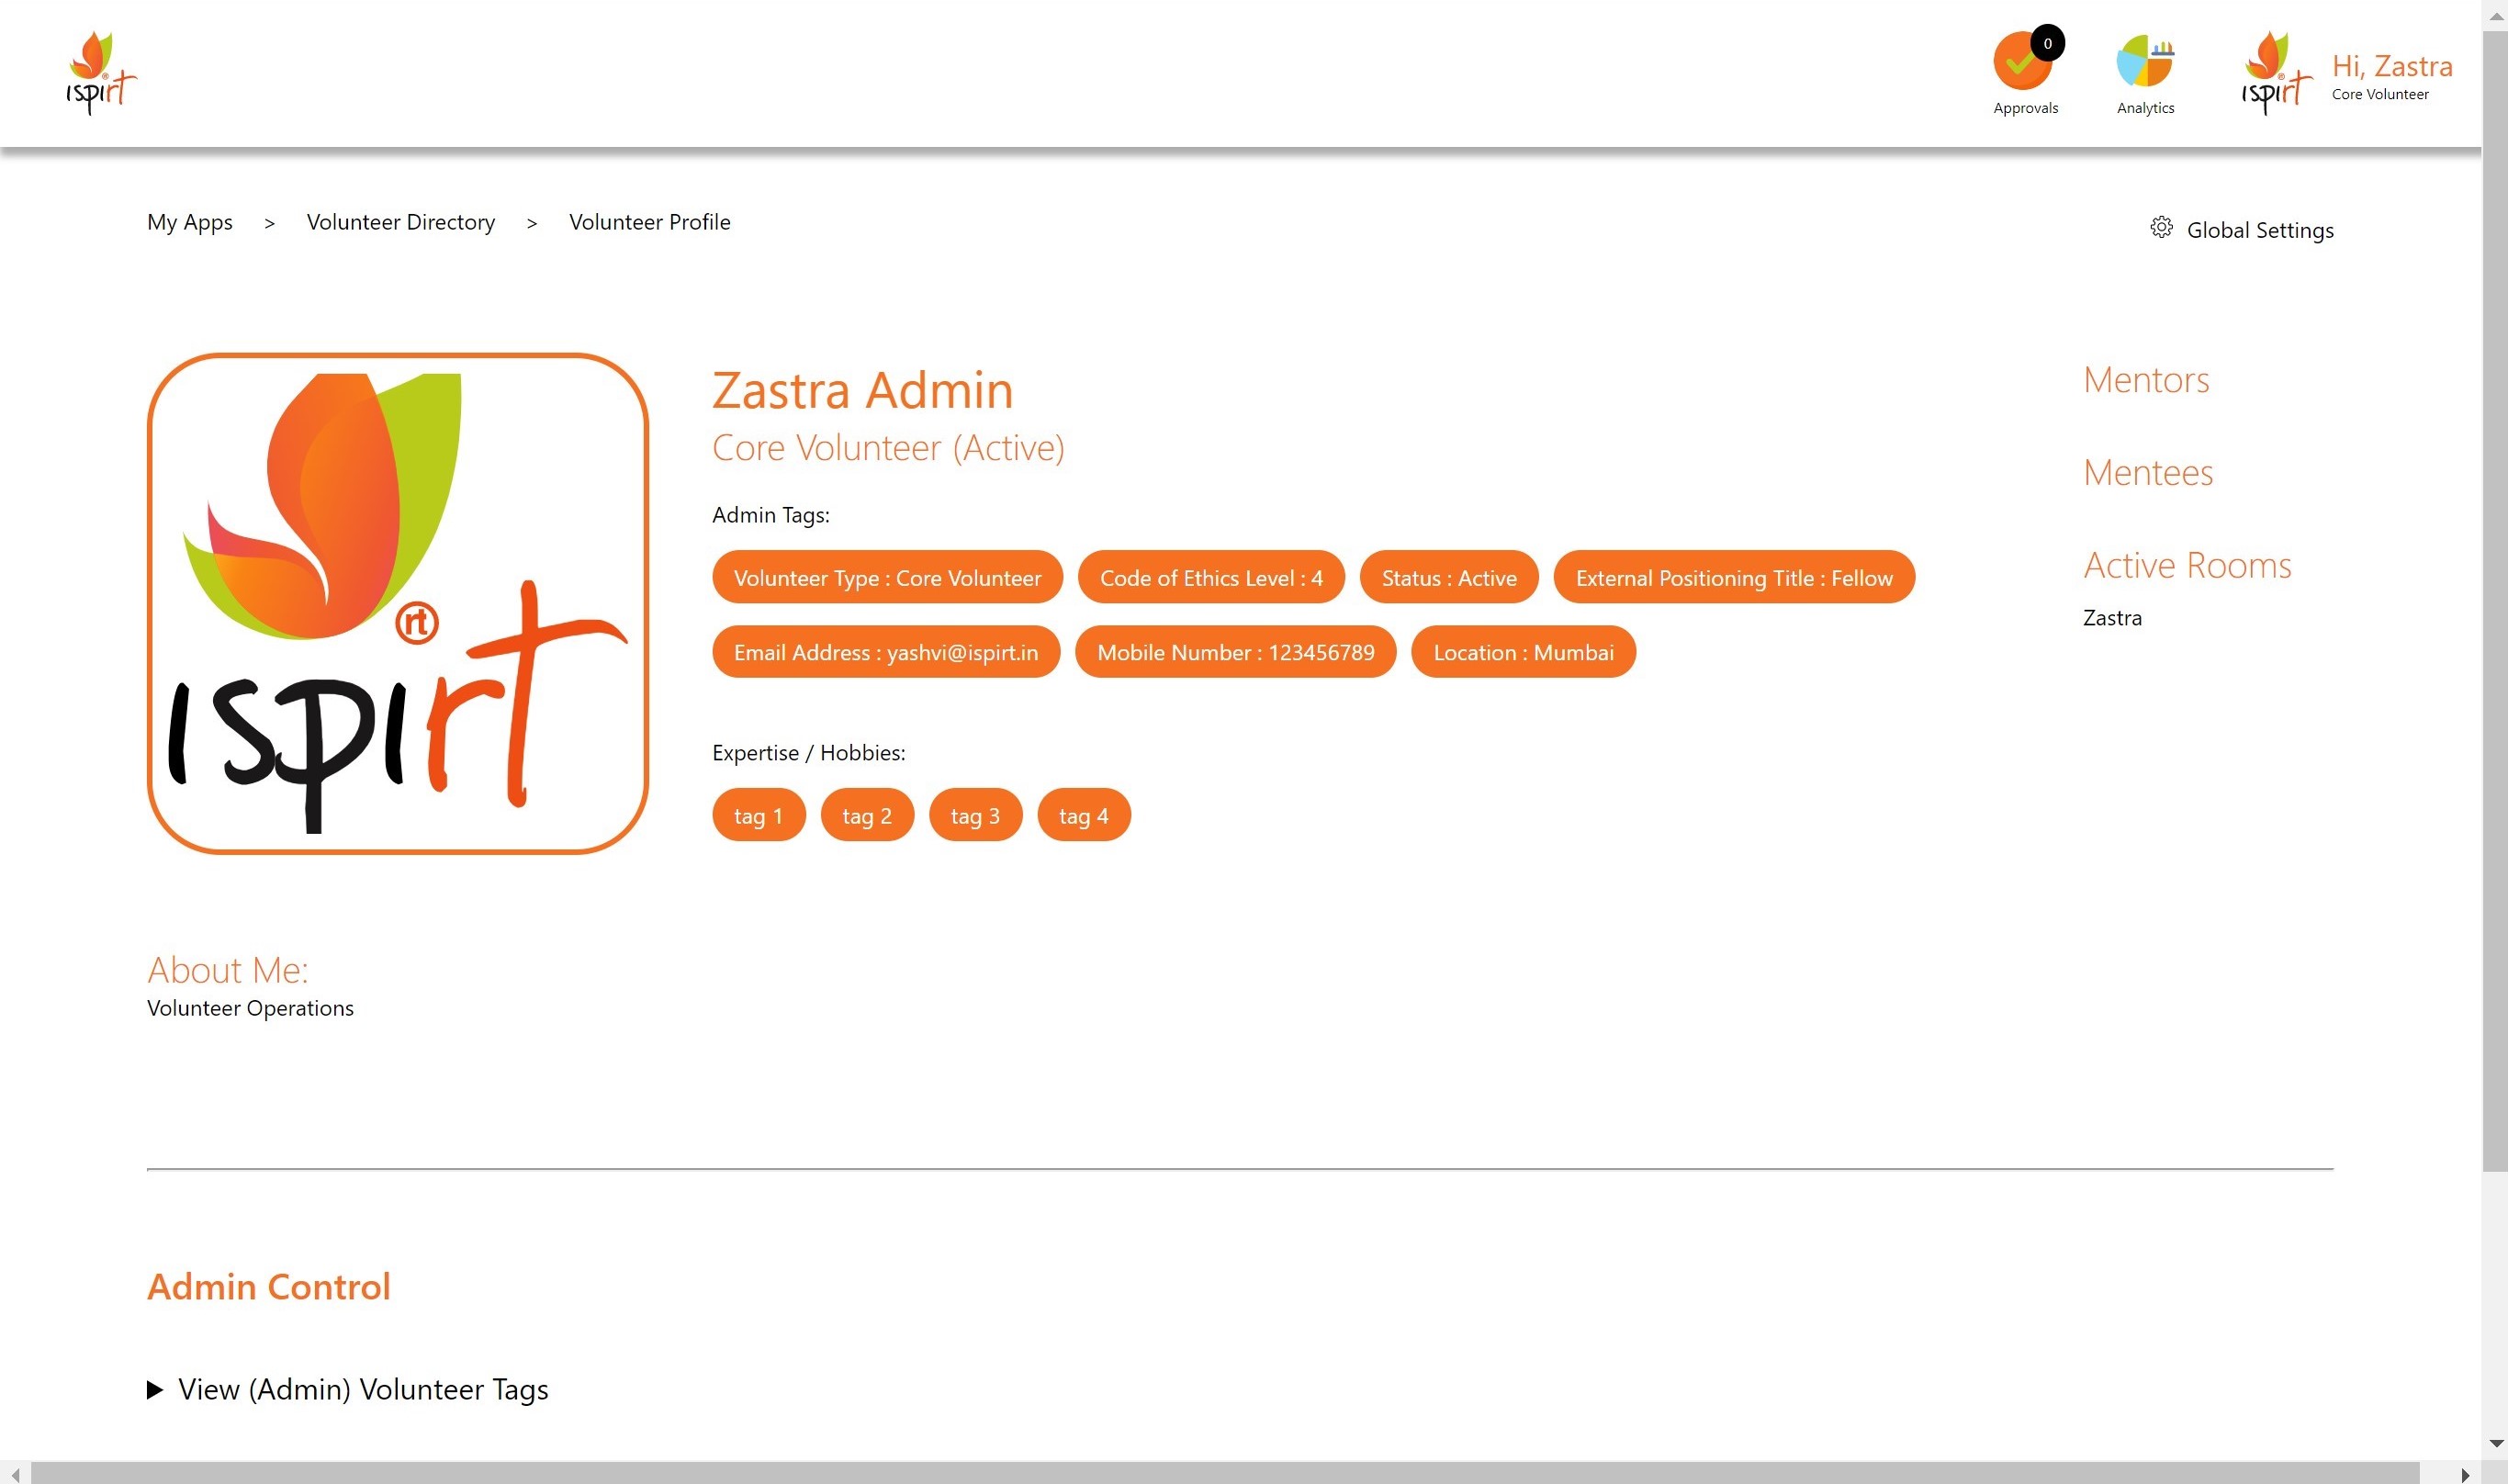 ispirt
0
Approvals
Analytics
ispirt
Hi, Zastra
Core Volunteer
My Apps > Volunteer Directory > Volunteer Profile
Global Settings
rt
ispirt
Zastra Admin
Core Volunteer (Active)
Admin Tags:
Volunteer Type : Core Volunteer Code of Ethics Level : 4 Status : Active External Positioning Title : Fellow
Email Address : yashvi@ispirt.in Mobile Number : 123456789 Location : Mumbai
Expertise / Hobbies:
tag 1 tag 2 tag 3 tag 4
Mentors
Mentees
Active Rooms
Zastra
About Me:
Volunteer Operations
Admin Control
View (Admin) Volunteer Tags